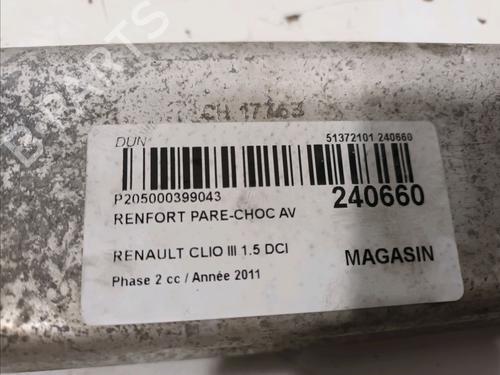 B-PARTS
CH 17363
DUN
51372101 240660
P205000399043
240660
RENFORT PARE-CHOC AV
RENAULT CLIO III 1.5 DCI
MAGASIN
Phase 2 cc / Année 2011